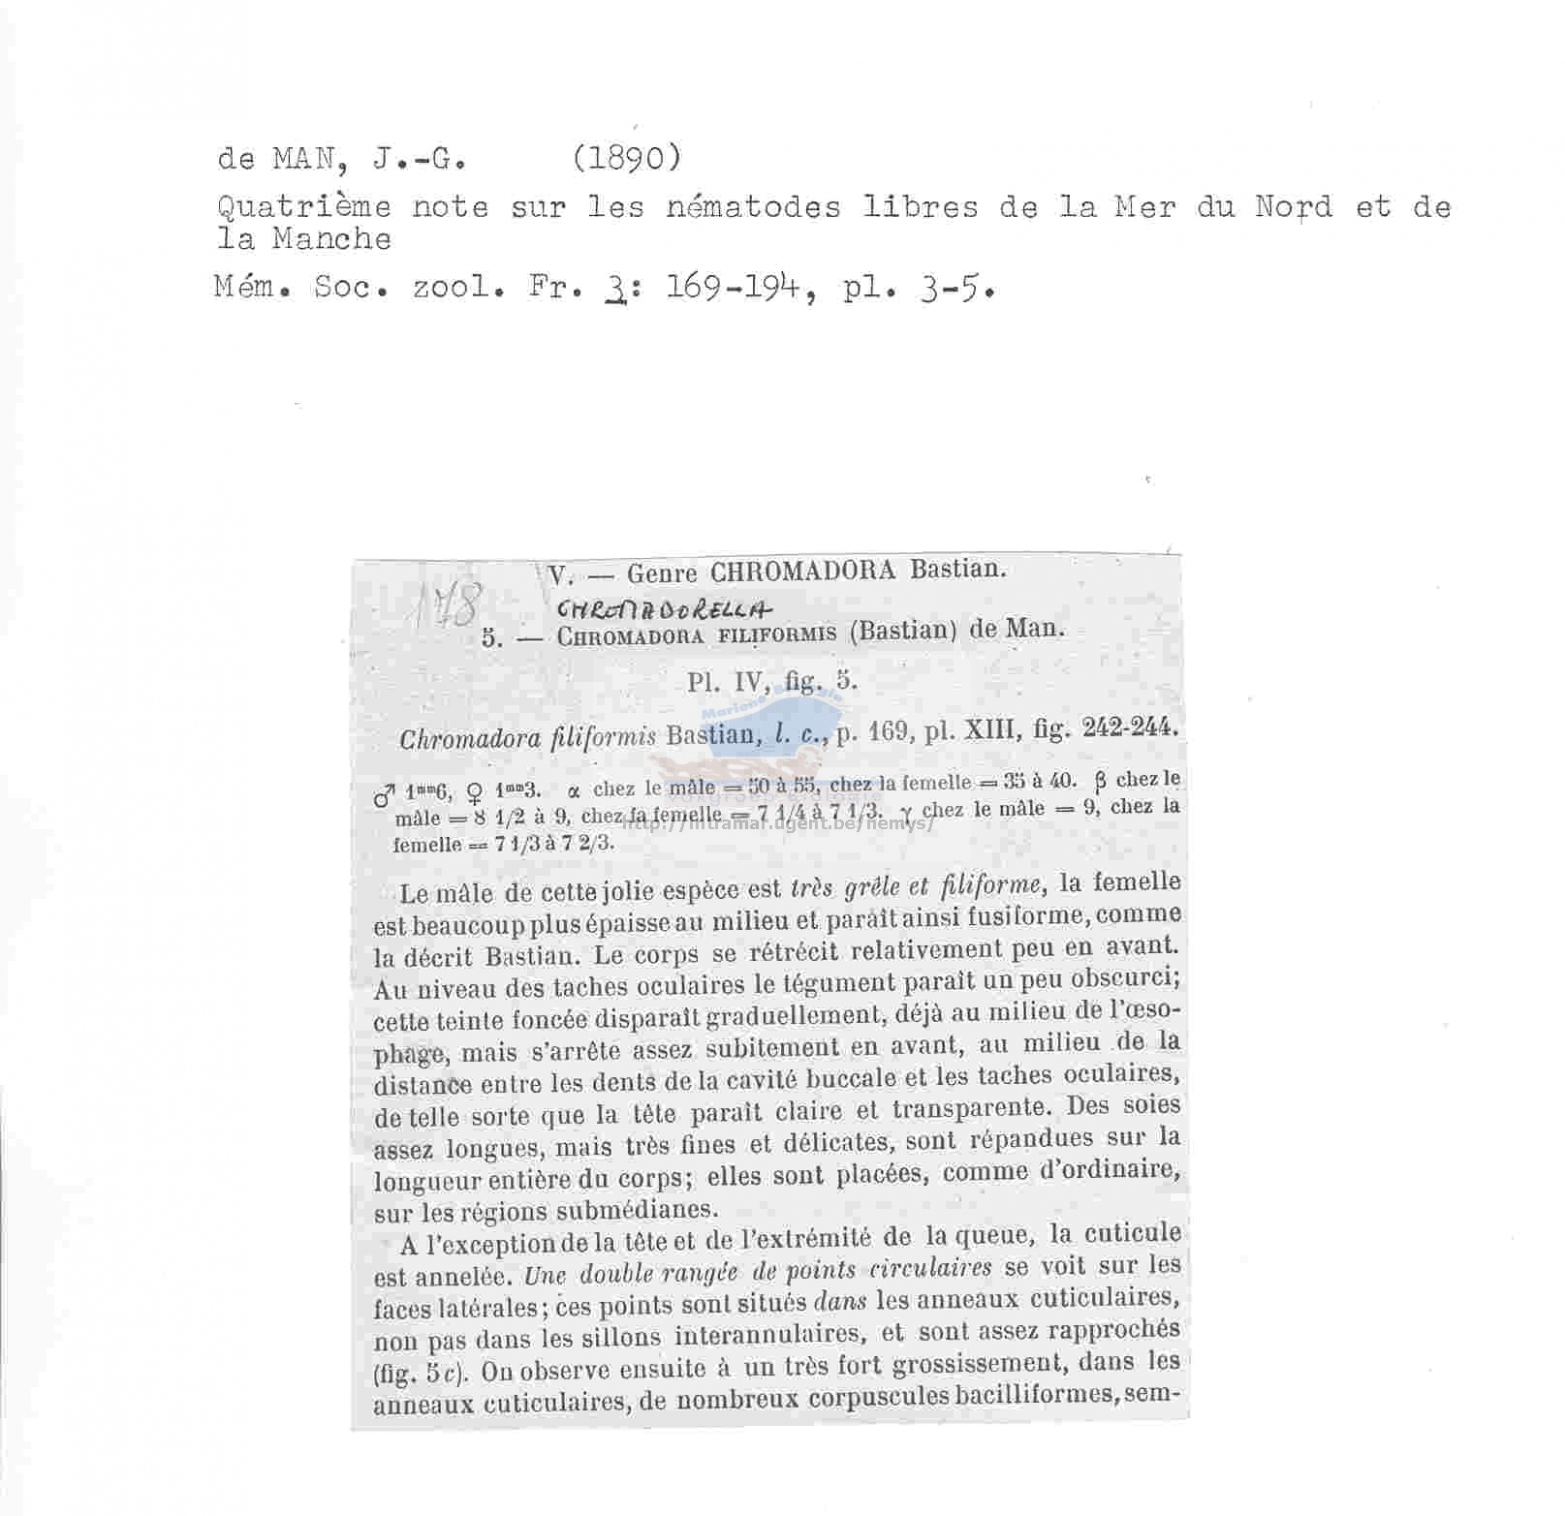 de MAN, J.-G. (1890)
Quatrième note sur les nématodes libres de la Mer du Nord et de
la Manche
Mém. Soc. zool. Fr. 3: 169-194, pl. 3-5.
178
V. — Genre CHROMADORA Bastian.
CHROMADORELLA
5. — CHROMADORA FILIFORMIS (Bastian) de Man.
Pl. IV, fig. 5.
Chromadora filiformis Bastian, l. c., p. 169, pl. XIII, fig. 242-244.
♂ 1mm6, ♀ 1mm3. α chez le mâle = 50 à 55, chez la femelle = 35 à 40. β chez le
mâle = 8 1/2 à 9, chez la femelle = 7 1/4 à 7 1/3. γ chez le mâle = 9, chez la
http://intramar.ugent.be/nemys/
femelle = 7 1/3 à 7 2/3.
Le mâle de cette jolie espèce est très grêle et filiforme, la femelle
est beaucoup plus épaisse au milieu et paraît ainsi fusiforme, comme
la décrit Bastian. Le corps se rétrécit relativement peu en avant.
Au niveau des taches oculaires le tégument paraît un peu obscurci;
cette teinte foncée disparaît graduellement, déjà au milieu de l'œso-
phage, mais s'arrête assez subitement en avant, au milieu de la
distance entre les dents de la cavité buccale et les taches oculaires,
de telle sorte que la tête paraît claire et transparente. Des soies
assez longues, mais très fines et délicates, sont répandues sur la
longueur entière du corps; elles sont placées, comme d'ordinaire,
sur les régions submédianes.
A l'exception de la tête et de l'extrémité de la queue, la cuticule
est annelée. Une double rangée de points circulaires se voit sur les
faces latérales; ces points sont situés dans les anneaux cuticulaires,
non pas dans les sillons interannulaires, et sont assez rapprochés
(fig. 5c). On observe ensuite à un très fort grossissement, dans les
anneaux cuticulaires, de nombreux corpuscules bacilliformes, sem-